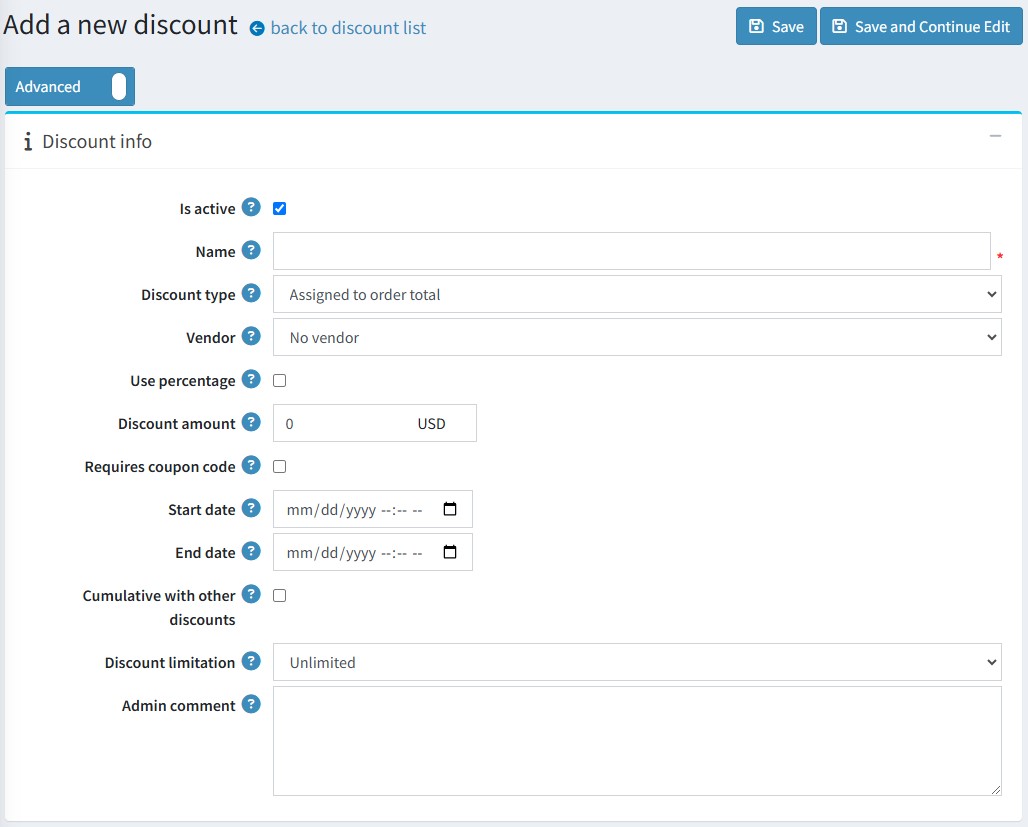 Add a new discount back to discount list Save Save and Continue Edit
Advanced
Discount info
Is active ?
Name ? *
Discount type ? Assigned to order total
Vendor ? No vendor
Use percentage ?
Discount amount ? 0 USD
Requires coupon code ?
Start date ? mm/dd/yyyy --:-- --
End date ? mm/dd/yyyy --:-- --
Cumulative with other ?
discounts
Discount limitation ? Unlimited
Admin comment ?